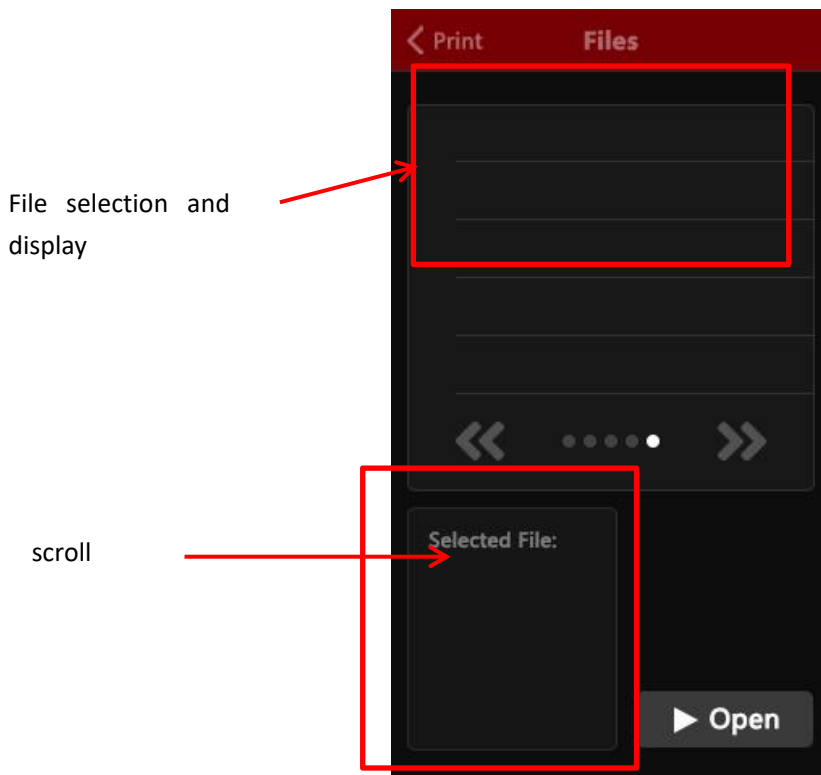 Print
Files
File selection and
display
Selected File:
scroll
Open